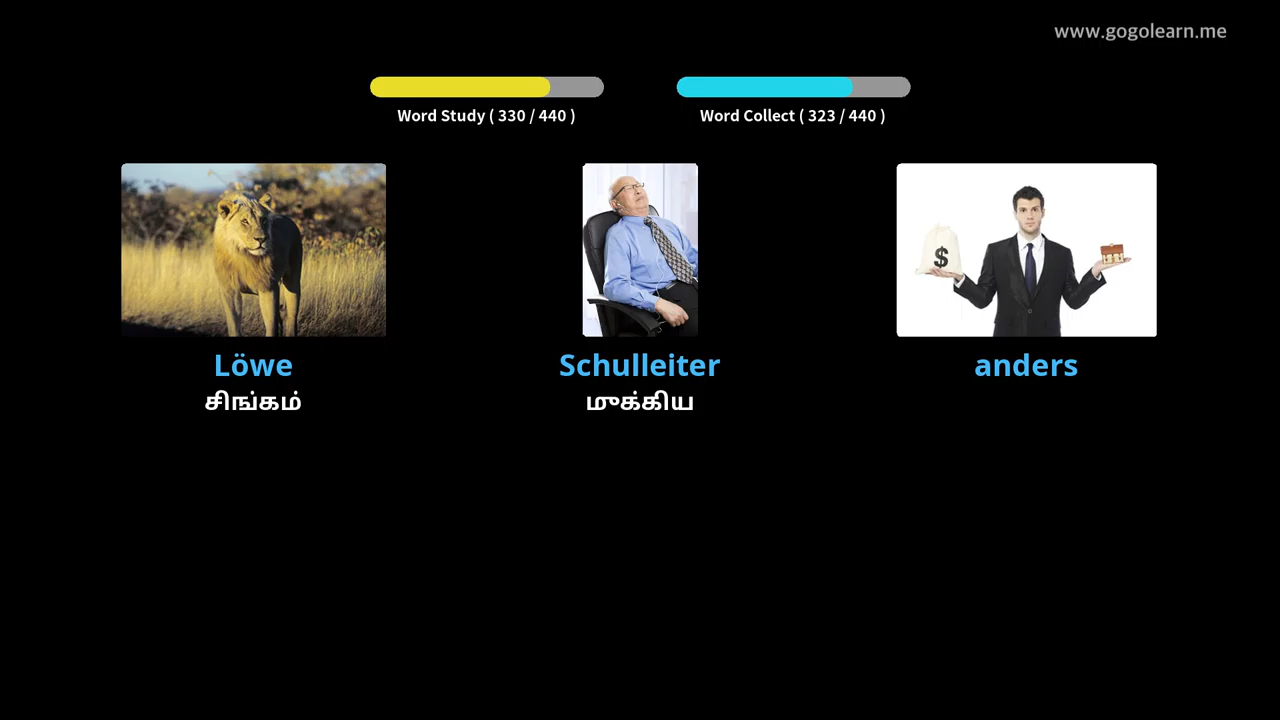 www.gogolearn.me
Word Study ( 330 / 440 )
Word Collect ( 323 / 440 )
$
Löwe
Schulleiter
anders
சிங்கம்
முக்கிய